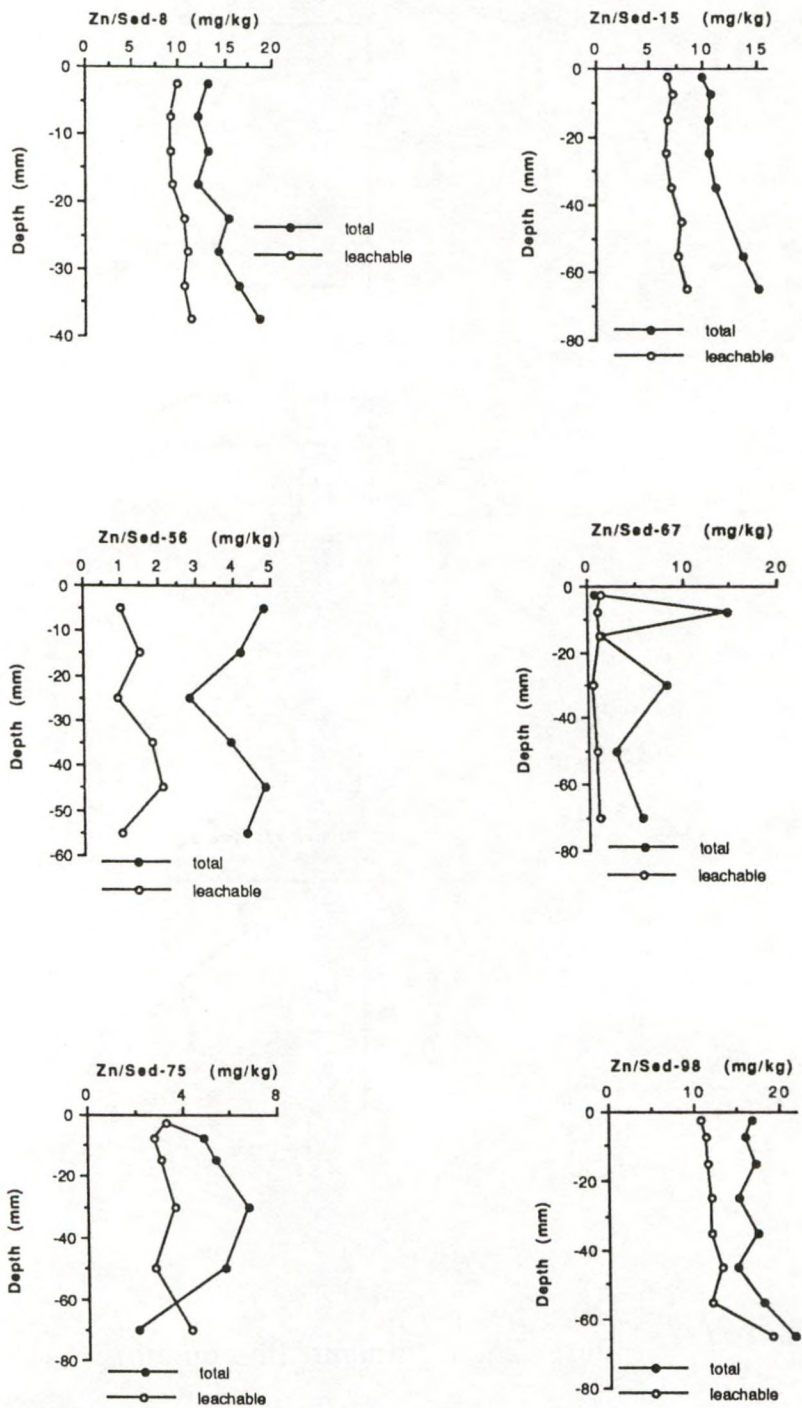 Zn/Sed-8 (mg/kg)
0 5 10 15 20
0
-10
-20
-30
-40
Depth (mm)
total
leachable
Zn/Sed-15 (mg/kg)
0 5 10 15
0
-20
-40
-60
-80
Depth (mm)
total
leachable
Zn/Sed-56 (mg/kg)
0 1 2 3 4 5
0
-10
-20
-30
-40
-50
-60
Depth (mm)
total
leachable
Zn/Sed-67 (mg/kg)
0 10 20
0
-20
-40
-60
-80
Depth (mm)
total
leachable
Zn/Sed-75 (mg/kg)
0 4 8
0
-20
-40
-60
-80
Depth (mm)
total
leachable
Zn/Sed-98 (mg/kg)
0 10 20
0
-20
-40
-60
-80
Depth (mm)
total
leachable